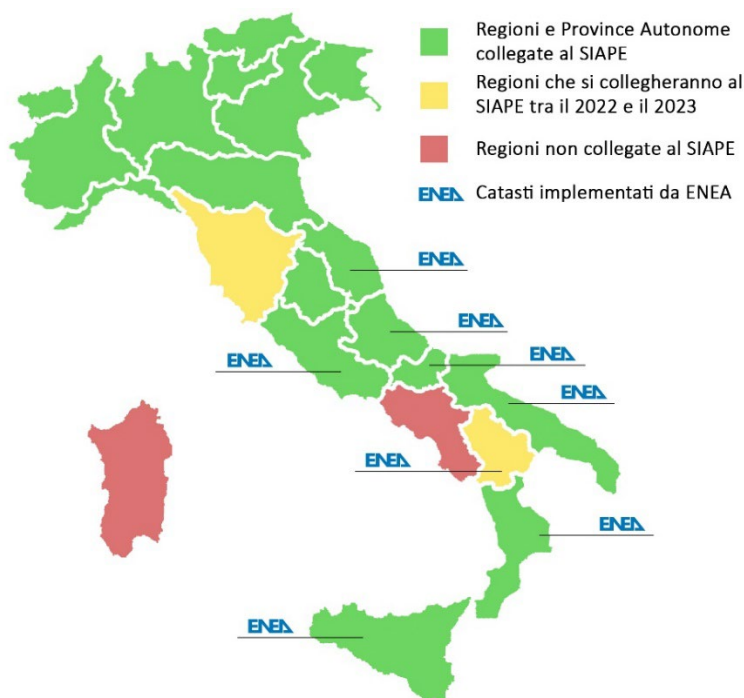 Regioni e Province Autonome
collegate al SIAPE
Regioni che si collegheranno al
SIAPE tra il 2022 e il 2023
Regioni non collegate al SIAPE
ENEA Catasti implementati da ENEA
ENEA
ENEA
ENEA
ENEA
ENEA
ENEA
ENEA
ENEA